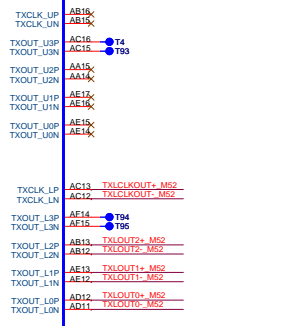 TXCLK_UP AB16
TXCLK_UN AB15
TXOUT_U3P AC16 T4
TXOUT_U3N AC15 T93
TXOUT_U2P AA15
TXOUT_U2N AA14
TXOUT_U1P AE17
TXOUT_U1N AE16
TXOUT_U0P AE15
TXOUT_U0N AE14
TXCLK_LP AC13 TXLCLKOUT+_M52
TXCLK_LN AC12 TXLCLKOUT-_M52
TXOUT_L3P AF14 T94
TXOUT_L3N AF15 T95
TXOUT_L2P AB13 TXLOUT2+_M52
TXOUT_L2N AB12 TXLOUT2-_M52
TXOUT_L1P AE13 TXLOUT1+_M52
TXOUT_L1N AE12 TXLOUT1-_M52
TXOUT_L0P AD12 TXLOUT0+_M52
TXOUT_L0N AD11 TXLOUT0-_M52